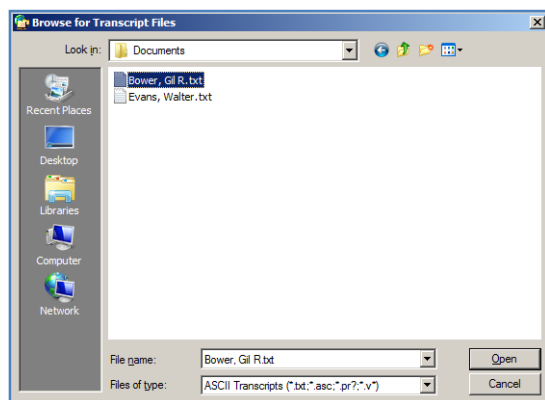 Browse for Transcript Files
Look in: Documents
Bower, Gil R.txt
Evans, Walter.txt
Recent Places
Desktop
Libraries
Computer
Network
File name: Bower, Gil R.txt Open
Files of type: ASCII Transcripts (*.txt;*.asc;*.pr?;*.v*) Cancel